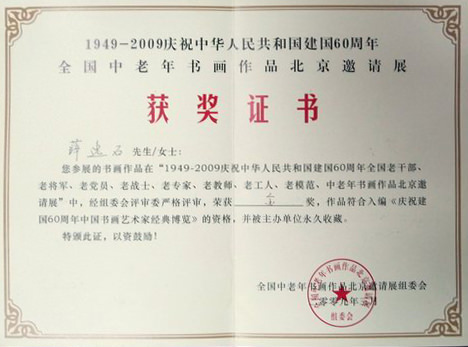 1949-2009庆祝中华人民共和国建国60周年
全国中老年书画作品北京邀请展
获奖证书
先生/女士:
您参展的书画作品在“1949-2009庆祝中华人民共和国建国60周年全国老干部、
老将军、老党员、老战士、老专家、老教师、老工人、老模范、中老年书画作品北京邀
请展”中，经组委会评审委严格评审，荣获 金 奖，作品符合入编《庆祝建
国60周年中国书画艺术家经典博览》的资格，并被主办单位永久收藏。
特颁此证，以资鼓励！
全国中老年书画作品北京邀请展组委会
二零零九年 月
组委会